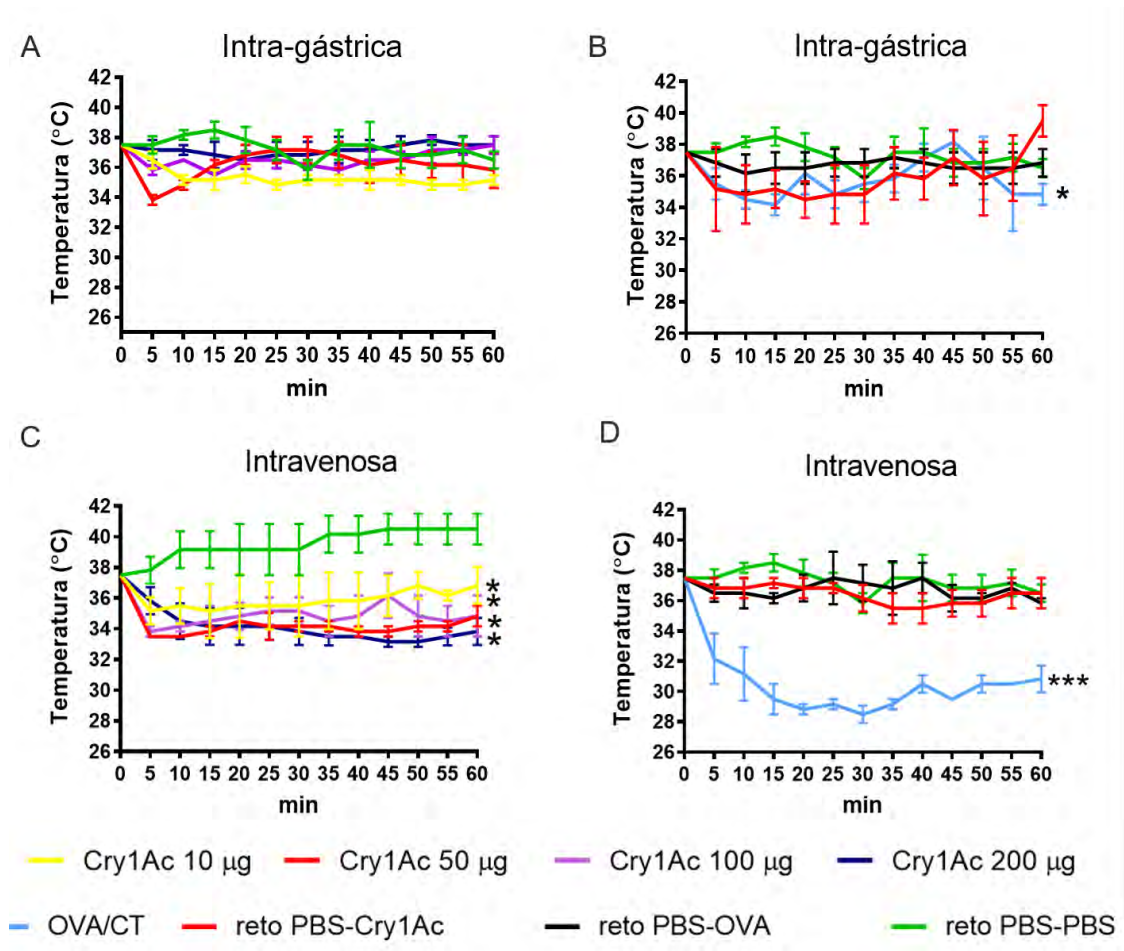 A
Intra-gástrica
Temperatura (°C)
42
40
38
36
34
32
30
28
26
0 5 10 15 20 25 30 35 40 45 50 55 60
min
B
Intra-gástrica
Temperatura (°C)
42
40
38
36
34
32
30
28
26
*
0 5 10 15 20 25 30 35 40 45 50 55 60
min
C
Intravenosa
Temperatura (°C)
42
40
38
36
34
32
30
28
26
*
*
*
*
0 5 10 15 20 25 30 35 40 45 50 55 60
min
D
Intravenosa
Temperatura (°C)
42
40
38
36
34
32
30
28
26
***
0 5 10 15 20 25 30 35 40 45 50 55 60
min
Cry1Ac 10 µg Cry1Ac 50 µg Cry1Ac 100 µg Cry1Ac 200 µg
OVA/CT reto PBS-Cry1Ac reto PBS-OVA reto PBS-PBS